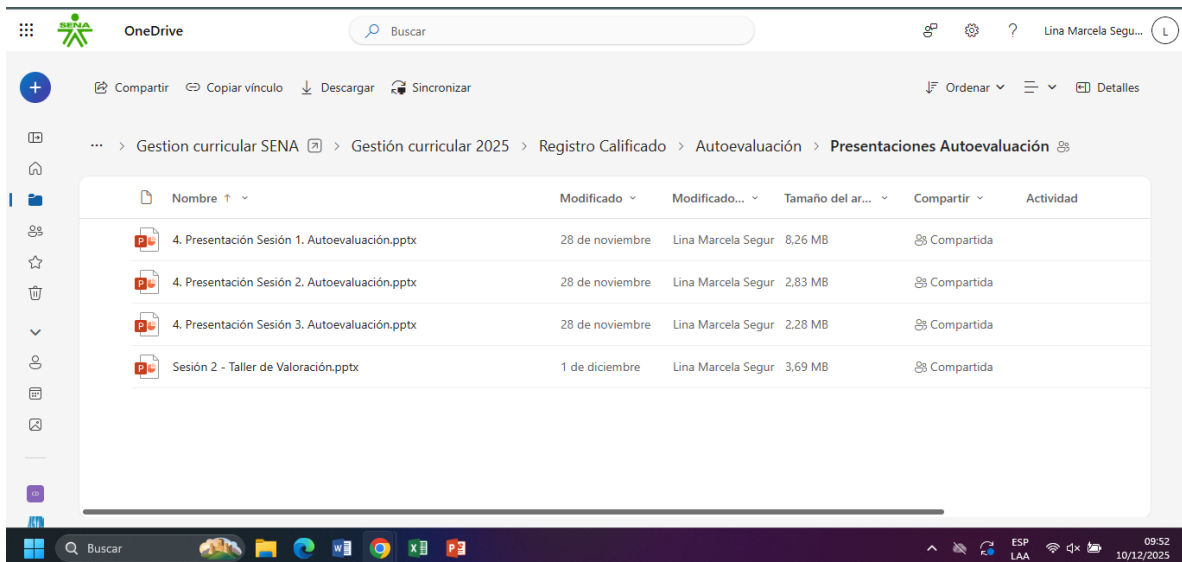 SENA
OneDrive
Buscar
Lina Marcela Segu...
L
Compartir Copiar vínculo Descargar Sincronizar
Ordenar
Detalles
... > Gestion curricular SENA > Gestión curricular 2025 > Registro Calificado > Autoevaluación > Presentaciones Autoevaluación
Nombre ↑ Modificado Modificado... Tamaño del ar... Compartir Actividad
4. Presentación Sesión 1. Autoevaluación.pptx 28 de noviembre Lina Marcela Segur 8,26 MB Compartida
4. Presentación Sesión 2. Autoevaluación.pptx 28 de noviembre Lina Marcela Segur 2,83 MB Compartida
4. Presentación Sesión 3. Autoevaluación.pptx 28 de noviembre Lina Marcela Segur 2,28 MB Compartida
Sesión 2 - Taller de Valoración.pptx 1 de diciembre Lina Marcela Segur 3,69 MB Compartida
CO
Buscar
ESP
LAA
09:52
10/12/2025